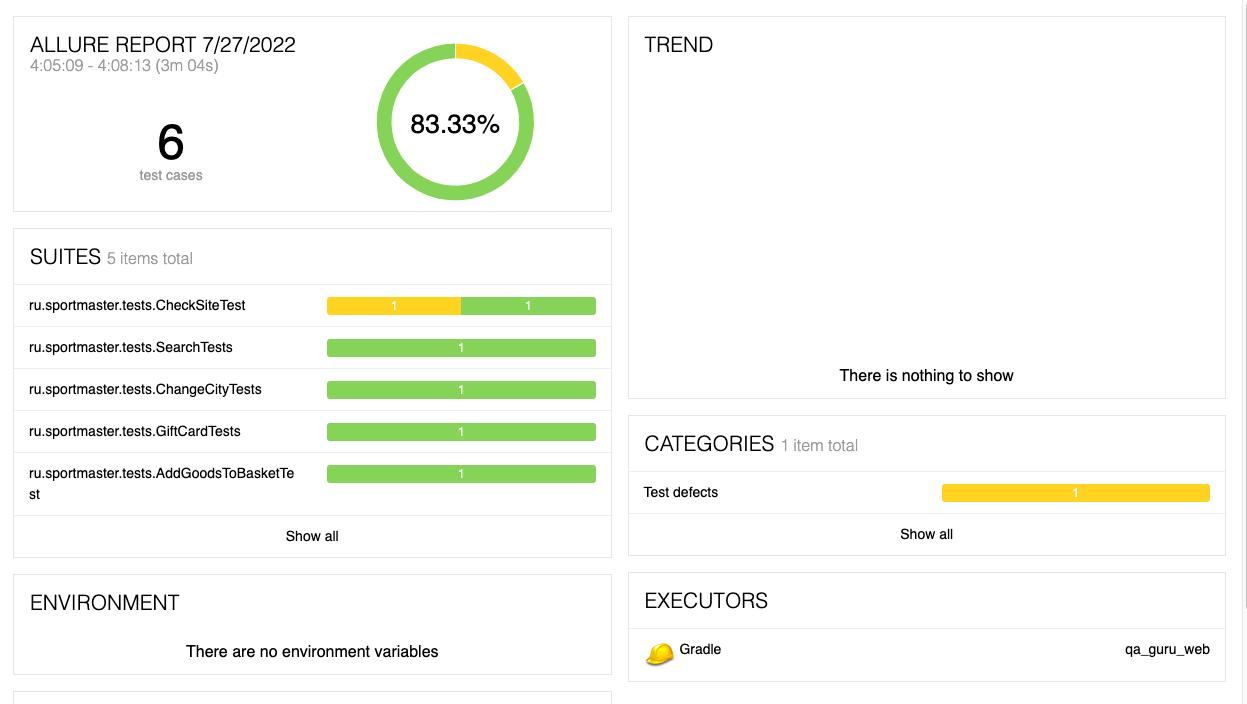 ALLURE REPORT 7/27/2022
4:05:09 - 4:08:13 (3m 04s)
6
test cases
83.33%
SUITES 5 items total
ru.sportmaster.tests.CheckSiteTest 1 1
ru.sportmaster.tests.SearchTests 1
ru.sportmaster.tests.ChangeCityTests 1
ru.sportmaster.tests.GiftCardTests 1
ru.sportmaster.tests.AddGoodsToBasketTe 1
st
Show all
ENVIRONMENT
There are no environment variables
TREND
There is nothing to show
CATEGORIES 1 item total
Test defects 1
Show all
EXECUTORS
Gradle qa_guru_web